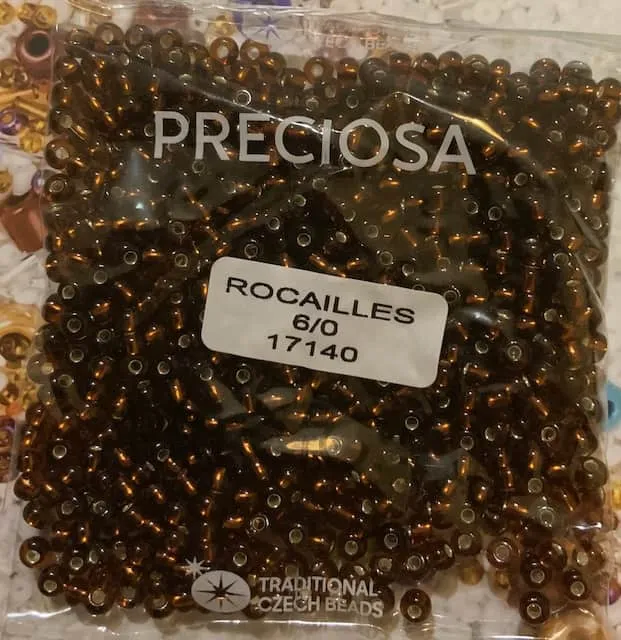 PRECIOSA
ROCAILLES
6/0
17140
TRADITIONAL
CZECH BEADS